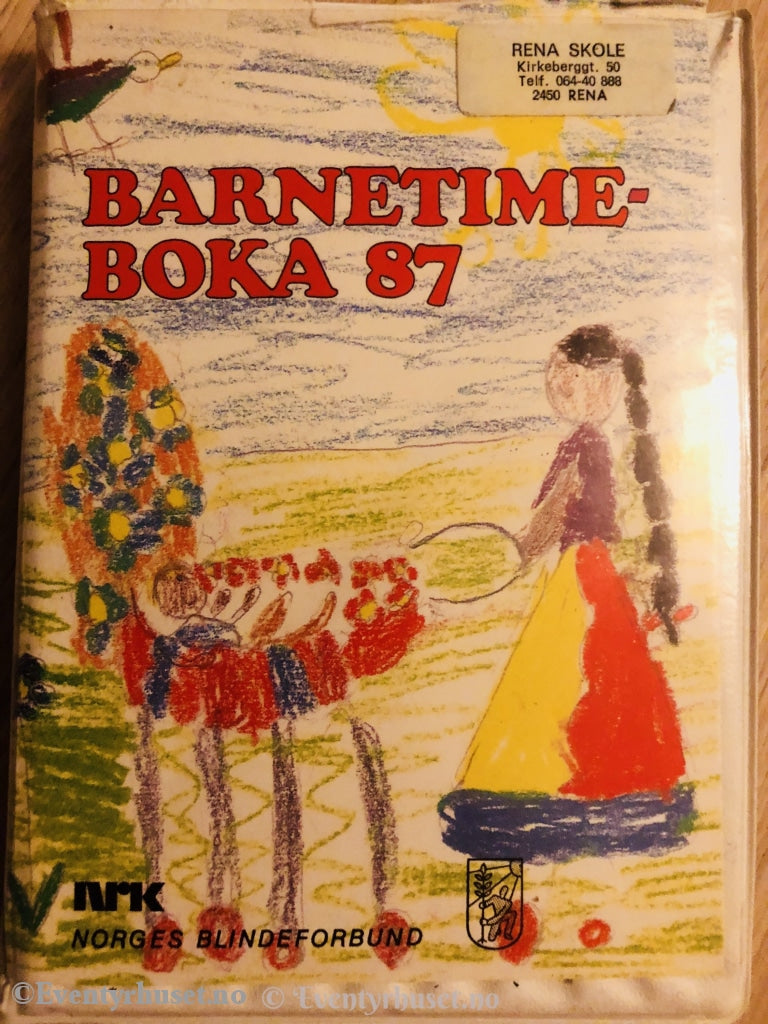 RENA SKOLE
Kirkeberggt. 50
Telf. 064-40 888
2450 RENA
BARNETIME-
BOKA 87
nrk
NORGES BLINDEFORBUND
©Eventyrhuset.no © Eventyrhuset.no